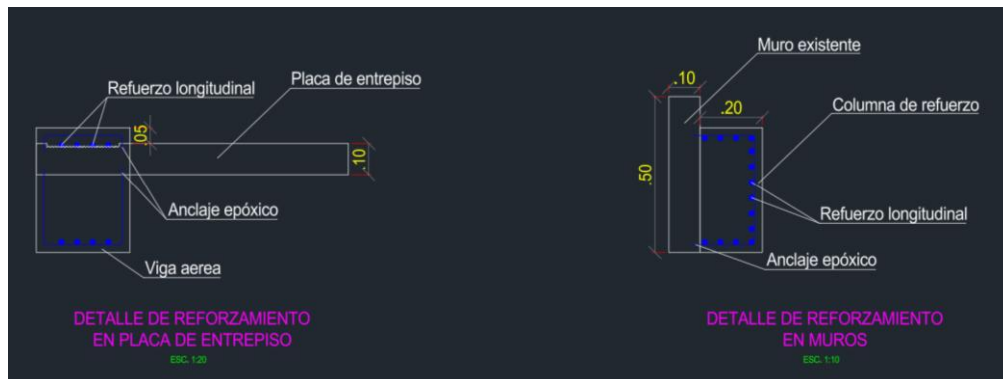 Refuerzo longitudinal
Placa de entrepiso
.05
.10
Anclaje epóxico
Viga aerea
DETALLE DE REFORZAMIENTO
EN PLACA DE ENTREPISO
ESC. 1:20
Muro existente
.10
.20
Columna de refuerzo
.50
Refuerzo longitudinal
Anclaje epóxico
DETALLE DE REFORZAMIENTO
EN MUROS
ESC. 1:10